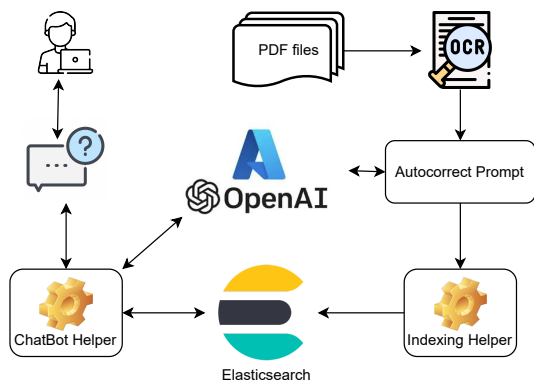 PDF files
OCR
?
...
Autocorrect Prompt
OpenAI
ChatBot Helper
Indexing Helper
Elasticsearch